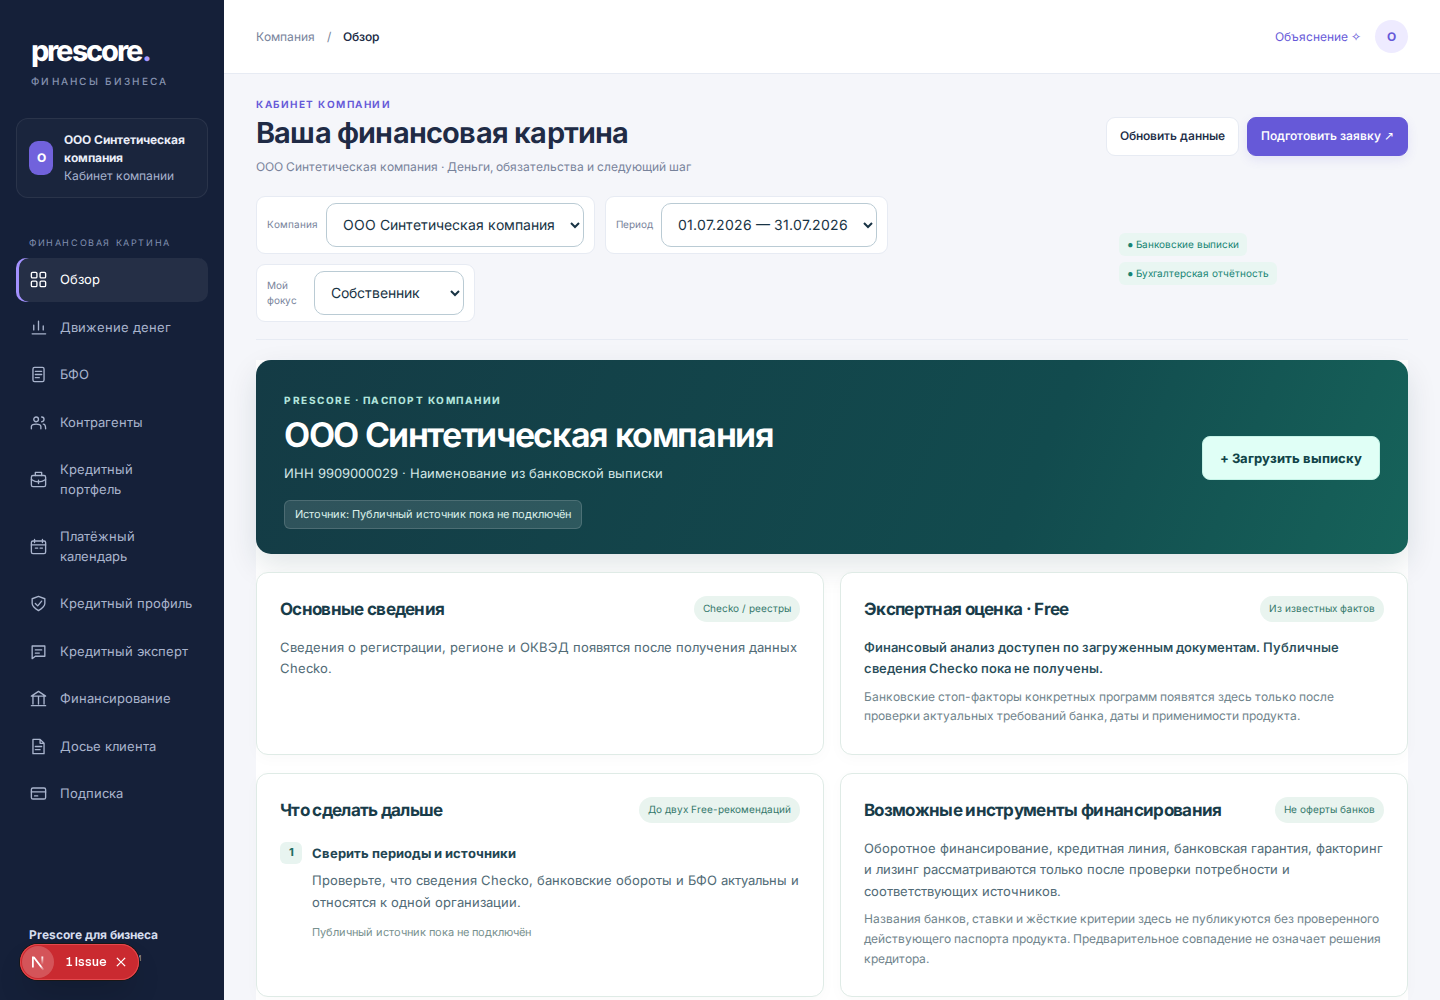 prescore.
ФИНАНСЫ БИЗНЕСА
О
ООО Синтетическая
компания
Кабинет компании
ФИНАНСОВАЯ КАРТИНА
Обзор
Движение денег
БФО
Контрагенты
Кредитный
портфель
Платёжный
календарь
Кредитный профиль
Кредитный эксперт
Финансирование
Досье клиента
Подписка
Prescore для бизнеса
1 Issue
Компания / Обзор
Объяснение ✧
О
КАБИНЕТ КОМПАНИИ
Ваша финансовая картина
ООО Синтетическая компания · Деньги, обязательства и следующий шаг
Обновить данные
Подготовить заявку ↗
Компания
ООО Синтетическая компания
Период
01.07.2026 — 31.07.2026
● Банковские выписки
● Бухгалтерская отчётность
Мой
фокус
Собственник
PRESCORE · ПАСПОРТ КОМПАНИИ
ООО Синтетическая компания
ИНН 9909000029 · Наименование из банковской выписки
Источник: Публичный источник пока не подключён
+ Загрузить выписку
Основные сведения
Checko / реестры
Сведения о регистрации, регионе и ОКВЭД появятся после получения данных
Checko.
Экспертная оценка · Free
Из известных фактов
Финансовый анализ доступен по загруженным документам. Публичные
сведения Checko пока не получены.
Банковские стоп-факторы конкретных программ появятся здесь только после
проверки актуальных требований банка, даты и применимости продукта.
Что сделать дальше
До двух Free-рекомендаций
1
Сверить периоды и источники
Проверьте, что сведения Checko, банковские обороты и БФО актуальны и
относятся к одной организации.
Публичный источник пока не подключён
Возможные инструменты финансирования
Не оферты банков
Оборотное финансирование, кредитная линия, банковская гарантия, факторинг
и лизинг рассматриваются только после проверки потребности и
соответствующих источников.
Названия банков, ставки и жёсткие критерии здесь не публикуются без проверенного
действующего паспорта продукта. Предварительное совпадение не означает решения
кредитора.